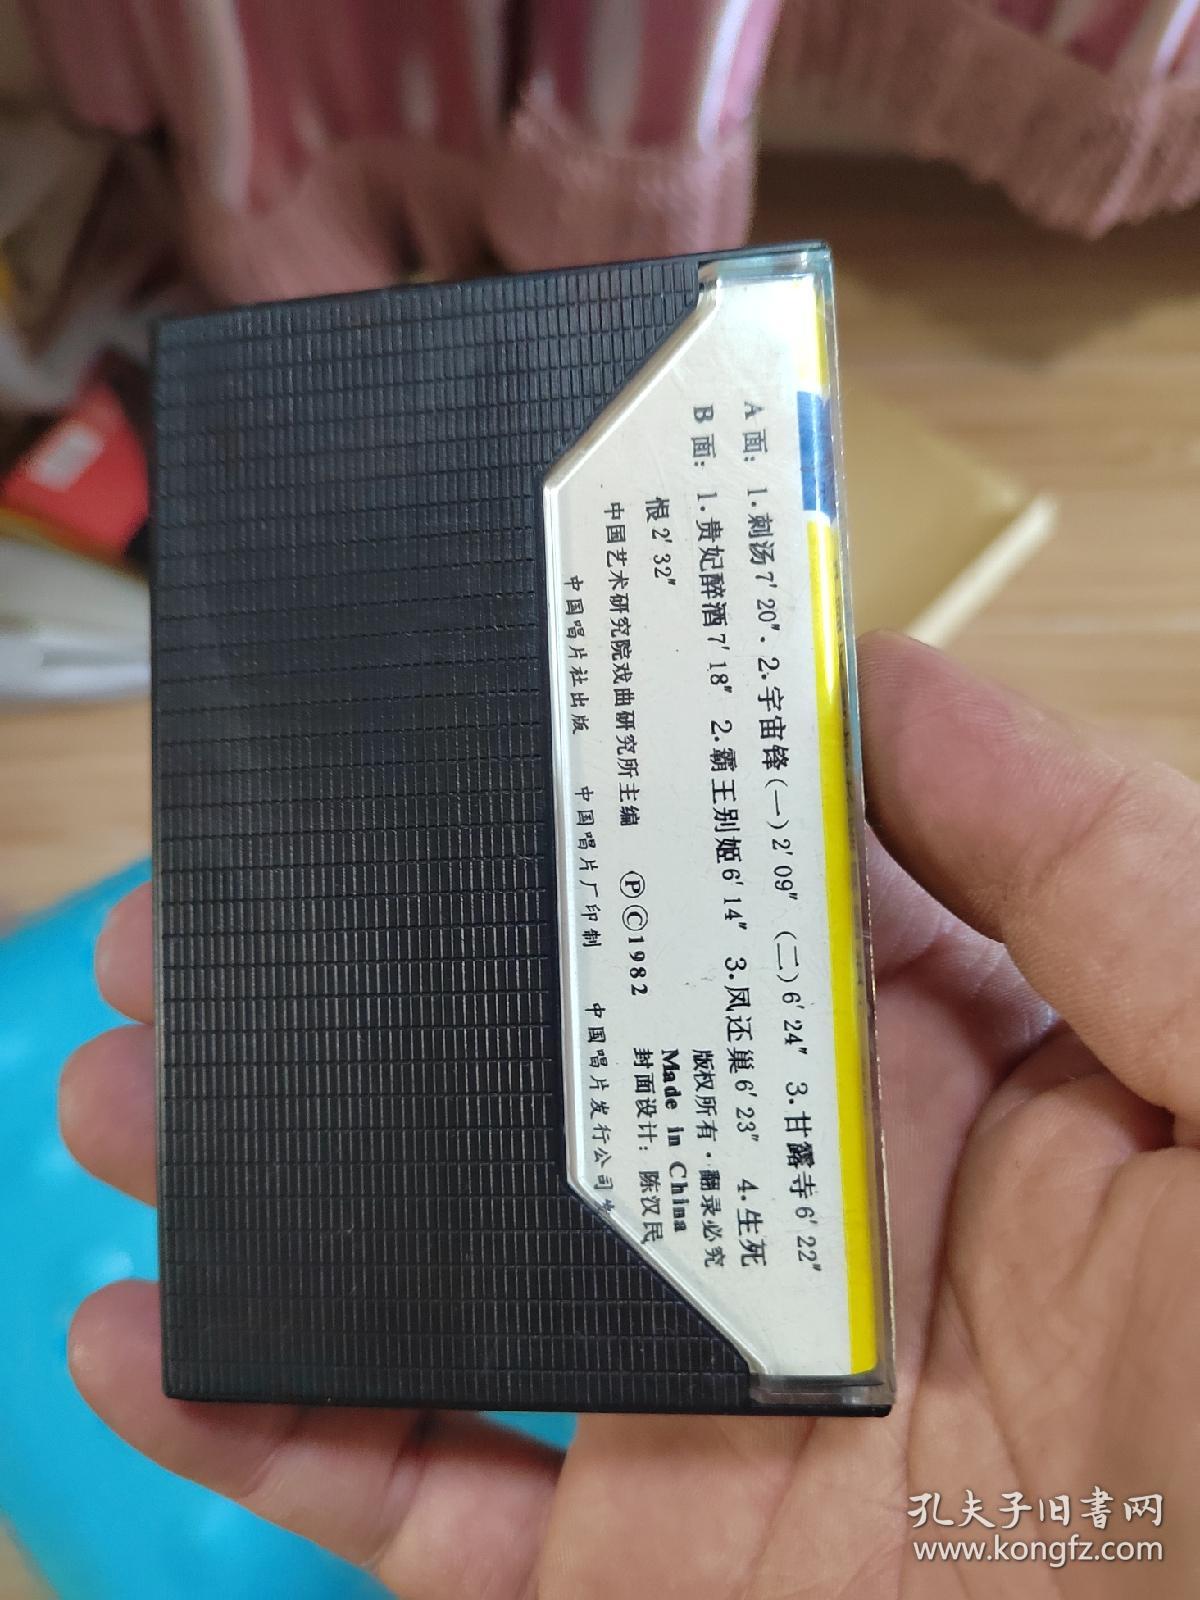 A面：1.刺汤7′20″、2.宇宙锋(一)2′09″ (二)6′24″ 3.甘露寺6′22″
B面：1.贵妃醉酒7′18″ 2.霸王别姬6′14″ 3.凤还巢6′23″ 4.生死
恨2′32″
版权所有·翻录必究
中国艺术研究院戏曲研究所主编 ⓅⒸ1982 Made in China
封面设计：陈汉民
中国唱片社出版 中国唱片厂印制 中国唱片发行公司
孔夫子旧书网
www.kongfz.com